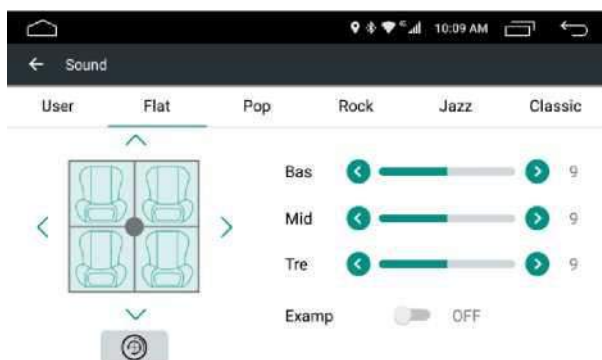 10:09 AM
Sound
User Flat Pop Rock Jazz Classic
Bas 9
Mid 9
Tre 9
Examp OFF